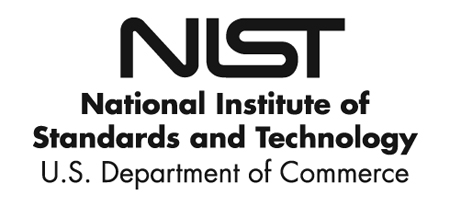 NIST
National Institute of
Standards and Technology
U.S. Department of Commerce